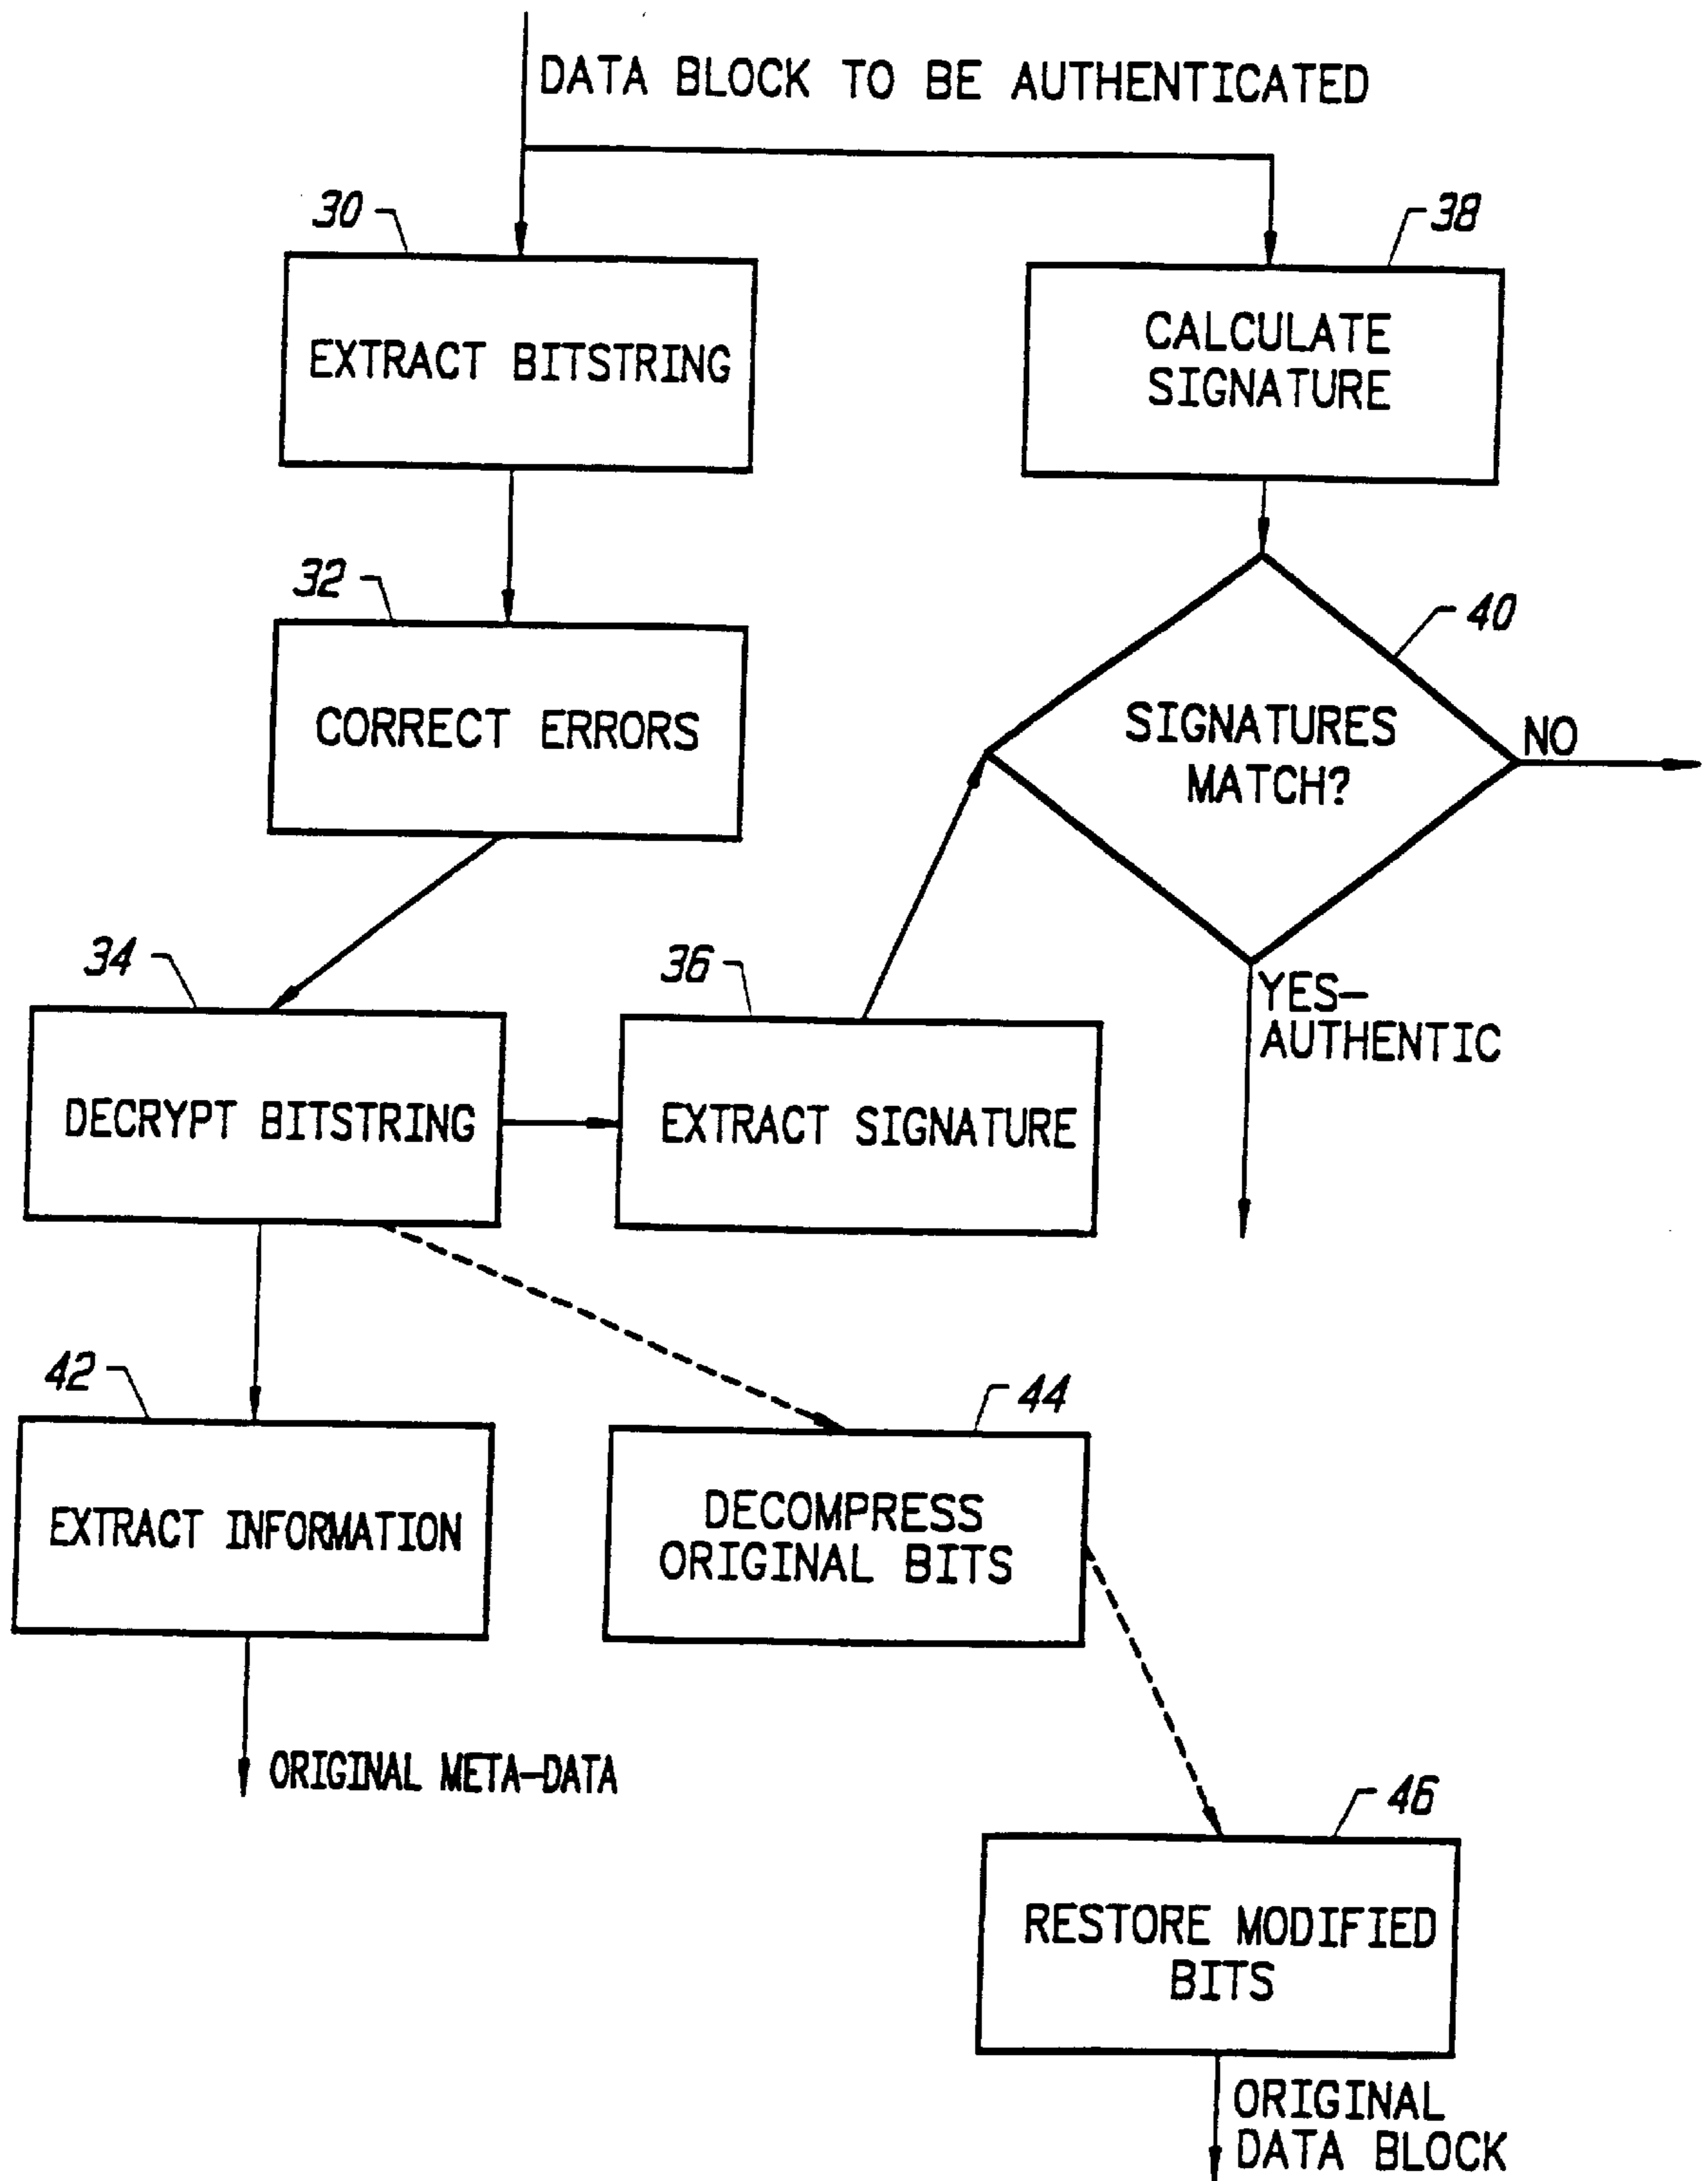 DATA BLOCK TO BE AUTHENTICATED
30
38
EXTRACT BITSTRING
CALCULATE
SIGNATURE
32
40
CORRECT ERRORS
SIGNATURES
MATCH?
NO
34
36
YES-
AUTHENTIC
DECRYPT BITSTRING
EXTRACT SIGNATURE
42
44
EXTRACT INFORMATION
DECOMPRESS
ORIGINAL BITS
ORIGINAL META-DATA
46
RESTORE MODIFIED
BITS
ORIGINAL
DATA BLOCK